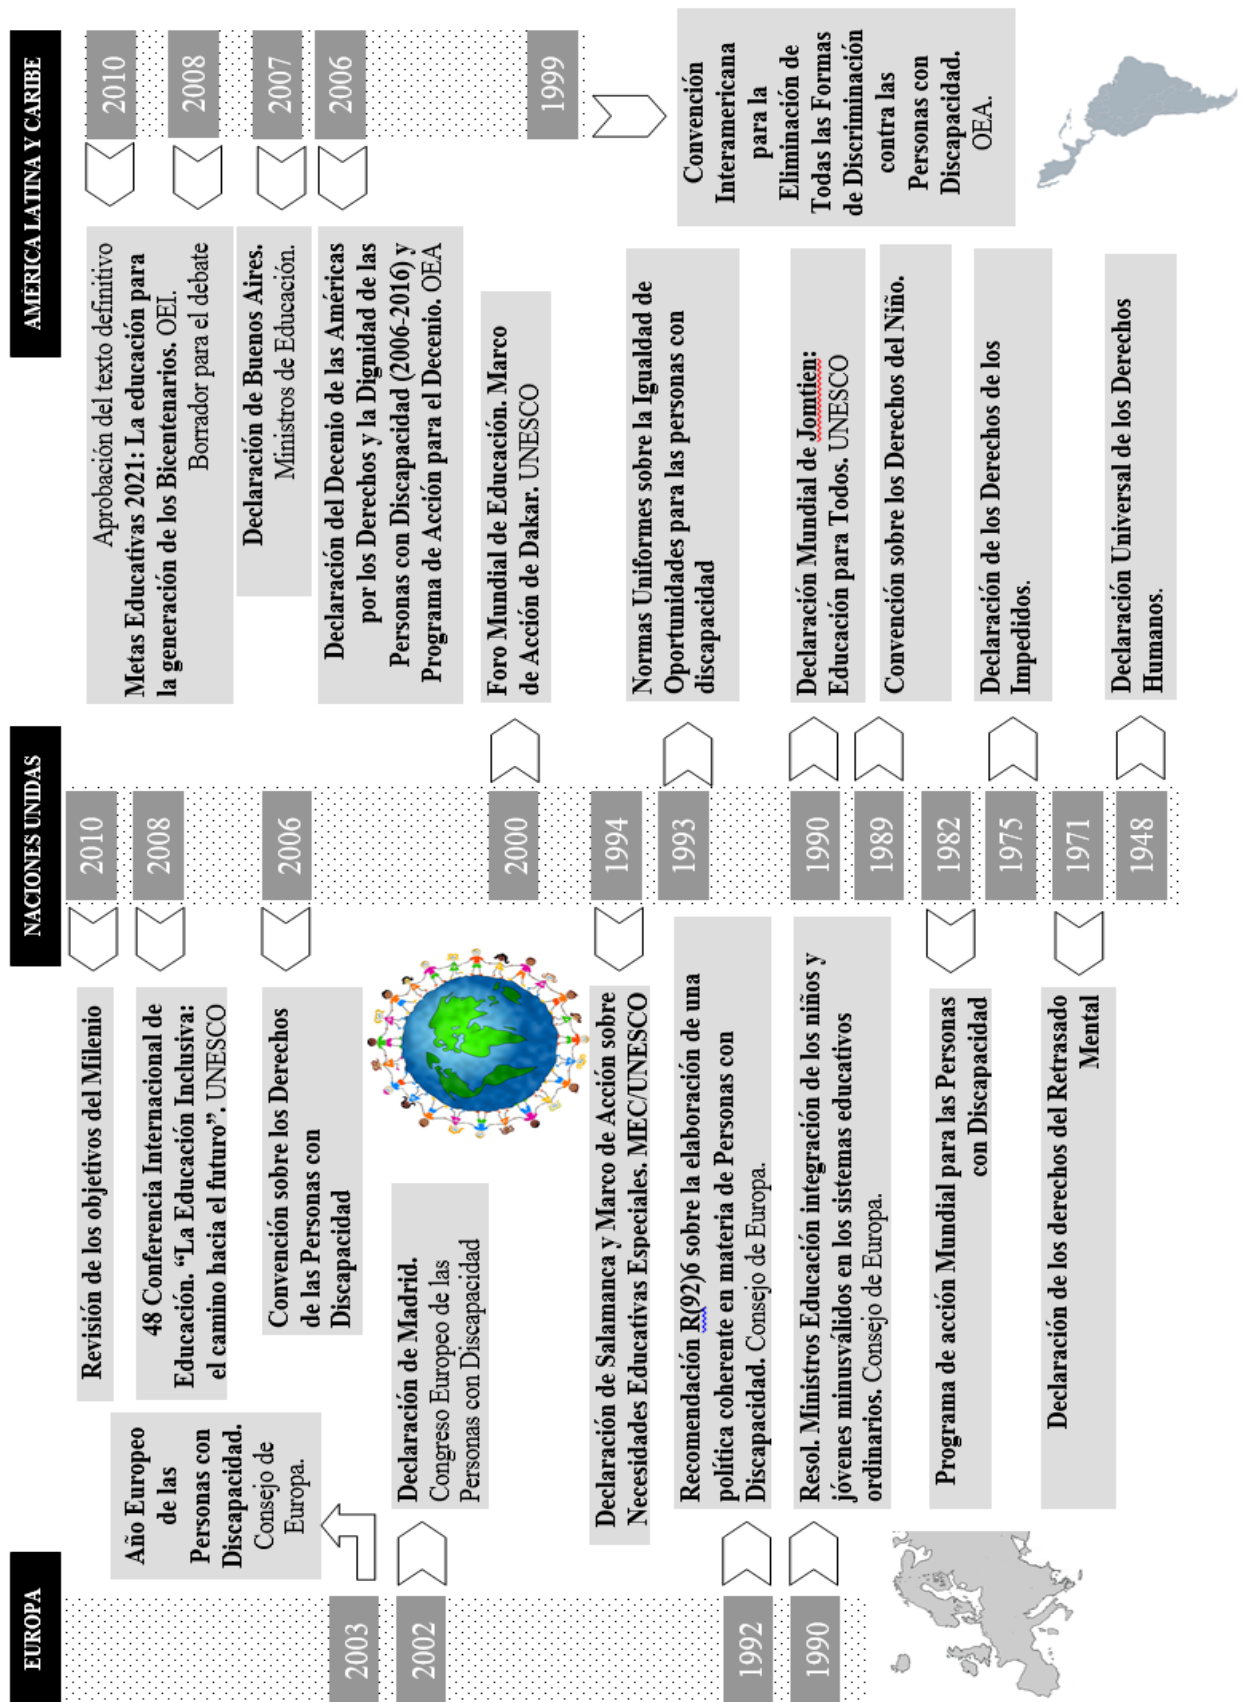 EUROPA
NACIONES UNIDAS
AMÉRICA LATINA Y CARIBE
2003
Año Europeo
de las
Personas con
Discapacidad.
Consejo de
Europa.
2002
Declaración de Madrid.
Congreso Europeo de las
Personas con Discapacidad
1992
Recomendación R(92)6 sobre la elaboración de una
política coherente en materia de Personas con
Discapacidad. Consejo de Europa.
1990
Resol. Ministros Educación integración de los niños y
jóvenes minusválidos en los sistemas educativos
ordinarios. Consejo de Europa.
2010
Revisión de los objetivos del Milenio
2008
48 Conferencia Internacional de
Educación. “La Educación Inclusiva:
el camino hacia el futuro”. UNESCO
2006
Convención sobre los Derechos
de las Personas con
Discapacidad
2000
Foro Mundial de Educación. Marco
de Acción de Dakar. UNESCO
1994
Declaración de Salamanca y Marco de Acción sobre
Necesidades Educativas Especiales. MEC/UNESCO
1993
Normas Uniformes sobre la Igualdad de
Oportunidades para las personas con
discapacidad
1990
Declaración Mundial de Jomtien:
Educación para Todos. UNESCO
1989
Convención sobre los Derechos del Niño.
1982
Programa de acción Mundial para las Personas
con Discapacidad
1975
Declaración de los Derechos de los
Impedidos.
1971
Declaración de los derechos del Retrasado
Mental
1948
Declaración Universal de los Derechos
Humanos.
2010
Aprobación del texto definitivo
Metas Educativas 2021: La educación para
la generación de los Bicentenarios. OEI.
2008
Borrador para el debate
2007
Declaración de Buenos Aires.
Ministros de Educación.
2006
Declaración del Decenio de las Américas
por los Derechos y la Dignidad de las
Personas con Discapacidad (2006-2016) y
Programa de Acción para el Decenio. OEA
1999
Convención
Interamericana
para la
Eliminación de
Todas las Formas
de Discriminación
contra las
Personas con
Discapacidad.
OEA.